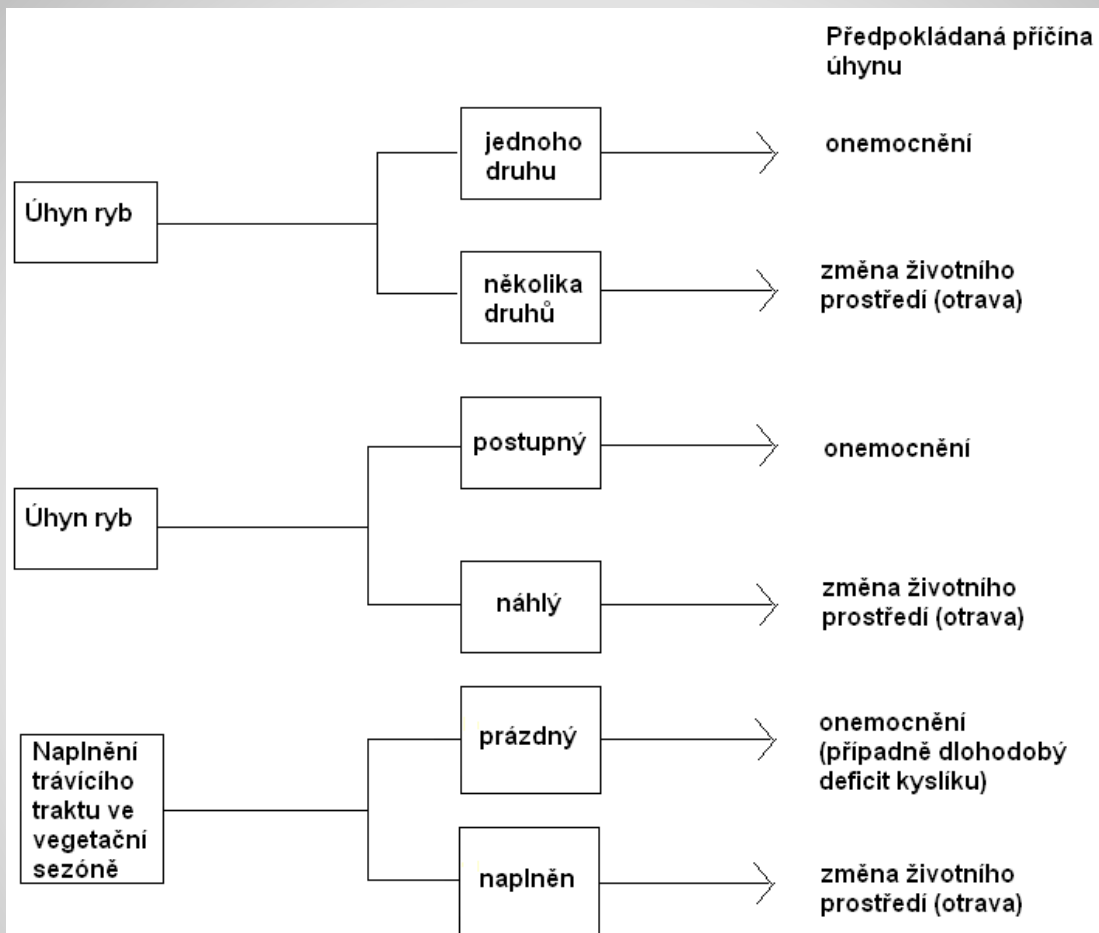 Předpokládaná příčina
úhynu
jednoho
druhu
onemocnění
Úhyn ryb
několika
druhů
změna životního
prostředí (otrava)
postupný
onemocnění
Úhyn ryb
náhlý
změna životního
prostředí (otrava)
prázdný
onemocnění
(případně dlohodobý
deficit kyslíku)
Naplnění
trávícího
traktu ve
vegetační
sezóně
naplněn
změna životního
prostředí (otrava)